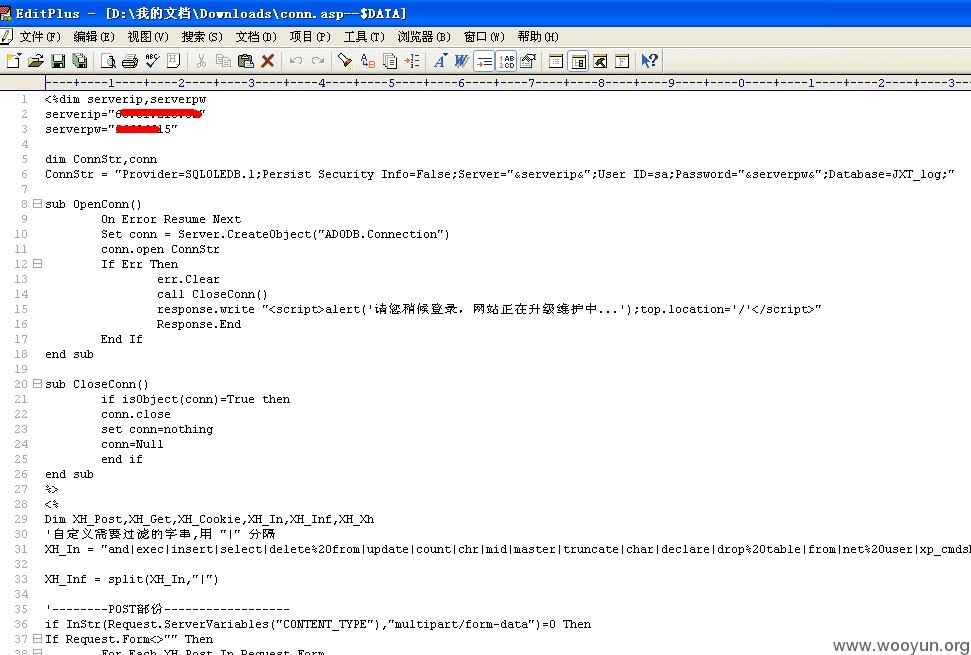 EditPlus - [D:\我的文档\Downloads\conn.asp--$DATA]
文件(F) 编辑(E) 视图(V) 搜索(S) 文档(D) 项目(P) 工具(T) 浏览器(B) 窗口(W) 帮助(H)
----+----1----+----2----+----3----+----4----+----5----+----6----+----7----+----8----+----9----+----0----+----1----+----2----+----3--
1 <%dim serverip,serverpw
2 serverip="6
3 serverpw=" 15"
4
5 dim ConnStr,conn
6 ConnStr = "Provider=SQLOLEDB.1;Persist Security Info=False;Server="&serverip&";User ID=sa;Password="&serverpw&";Database=JXT_log;"
7
8 sub OpenConn()
9 On Error Resume Next
10 Set conn = Server.CreateObject("ADODB.Connection")
11 conn.open ConnStr
12 If Err Then
13 err.Clear
14 call CloseConn()
15 response.write "<script>alert('请您稍候登录，网站正在升级维护中...');top.location='/'</script>"
16 Response.End
17 End If
18 end sub
19
20 sub CloseConn()
21 if isObject(conn)=True then
22 conn.close
23 set conn=nothing
24 conn=Null
25 end if
26 end sub
27 %>
28 <%
29 Dim XH_Post,XH_Get,XH_Cookie,XH_In,XH_Inf,XH_Xh
30 '自定义需要过滤的字串,用 "|" 分隔
31 XH_In = "and|exec|insert|select|delete%20from|update|count|chr|mid|master|truncate|char|declare|drop%20table|from|net%20user|xp_cmds
32
33 XH_Inf = split(XH_In,"|")
34
35 '--------POST部份------------------
36 if InStr(Request.ServerVariables("CONTENT_TYPE"),"multipart/form-data")=0 Then
37 If Request.Form<>"" Then
38 For Each XH_Post In Request.Form
www.wooyun.org